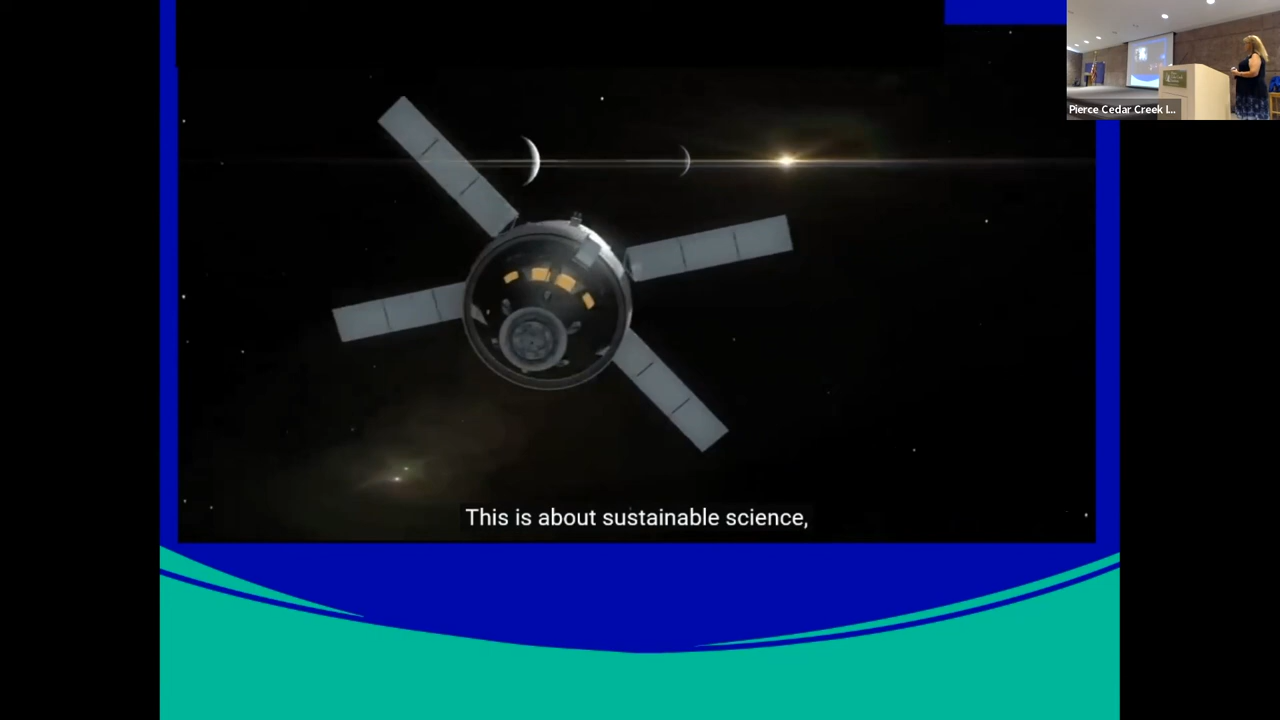 Pierce Cedar Creek I...
This is about sustainable science,